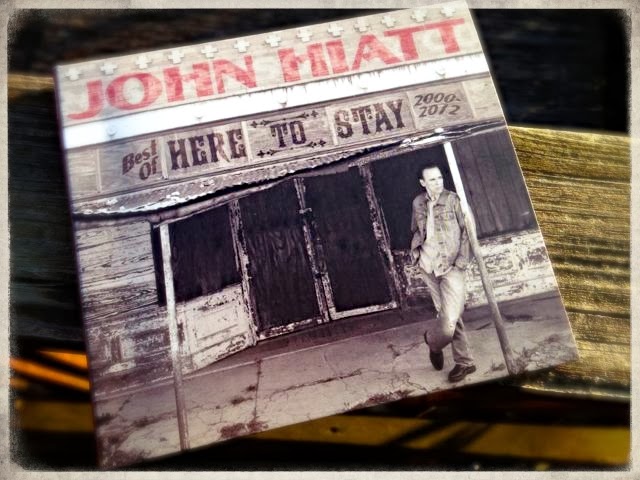 JOHN HIATT
Best Of HERE TO STAY 2000-2012